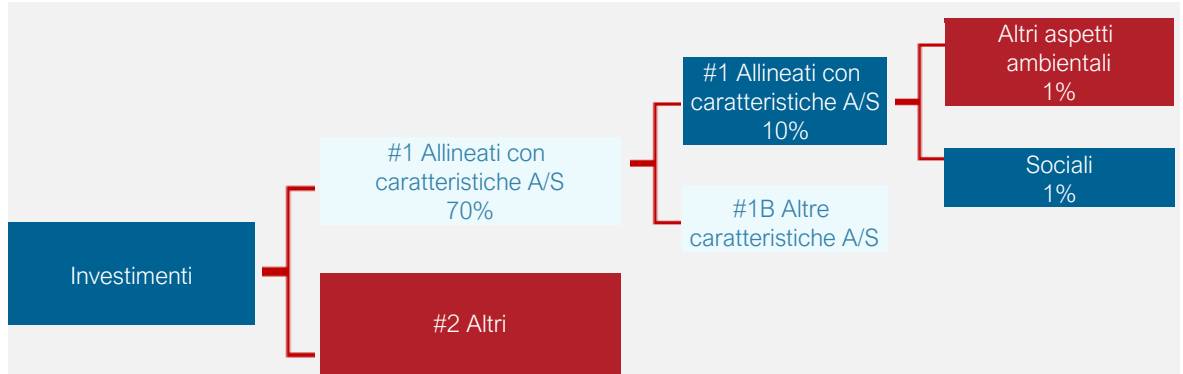 Investimenti
#1 Allineati con
caratteristiche A/S
70%
#2 Altri
#1 Allineati con
caratteristiche A/S
10%
#1B Altre
caratteristiche A/S
Altri aspetti
ambientali
1%
Sociali
1%